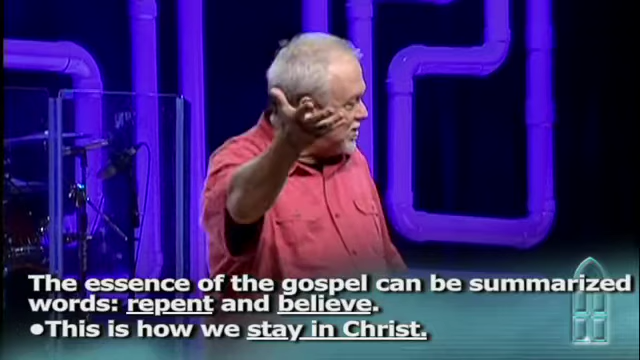 The essence of the gospel can be summarized
words: repent and believe.
●This is how we stay in Christ.